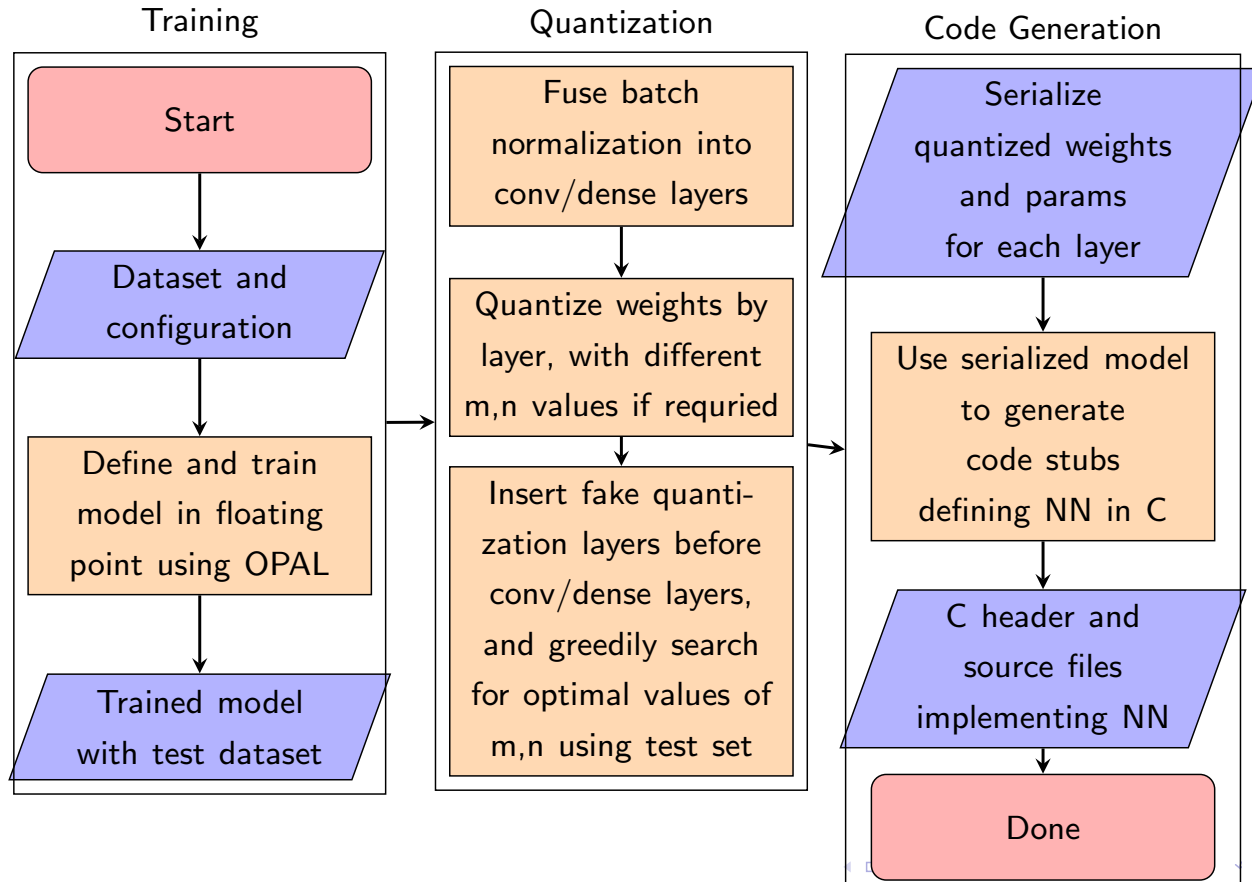 Training
Start
Dataset and
configuration
Define and train
model in floating
point using OPAL
Trained model
with test dataset
Quantization
Fuse batch
normalization into
conv/dense layers
Quantize weights by
layer, with different
m,n values if requried
Insert fake quanti-
zation layers before
conv/dense layers,
and greedily search
for optimal values of
m,n using test set
Code Generation
Serialize
quantized weights
and params
for each layer
Use serialized model
to generate
code stubs
defining NN in C
C header and
source files
implementing NN
Done